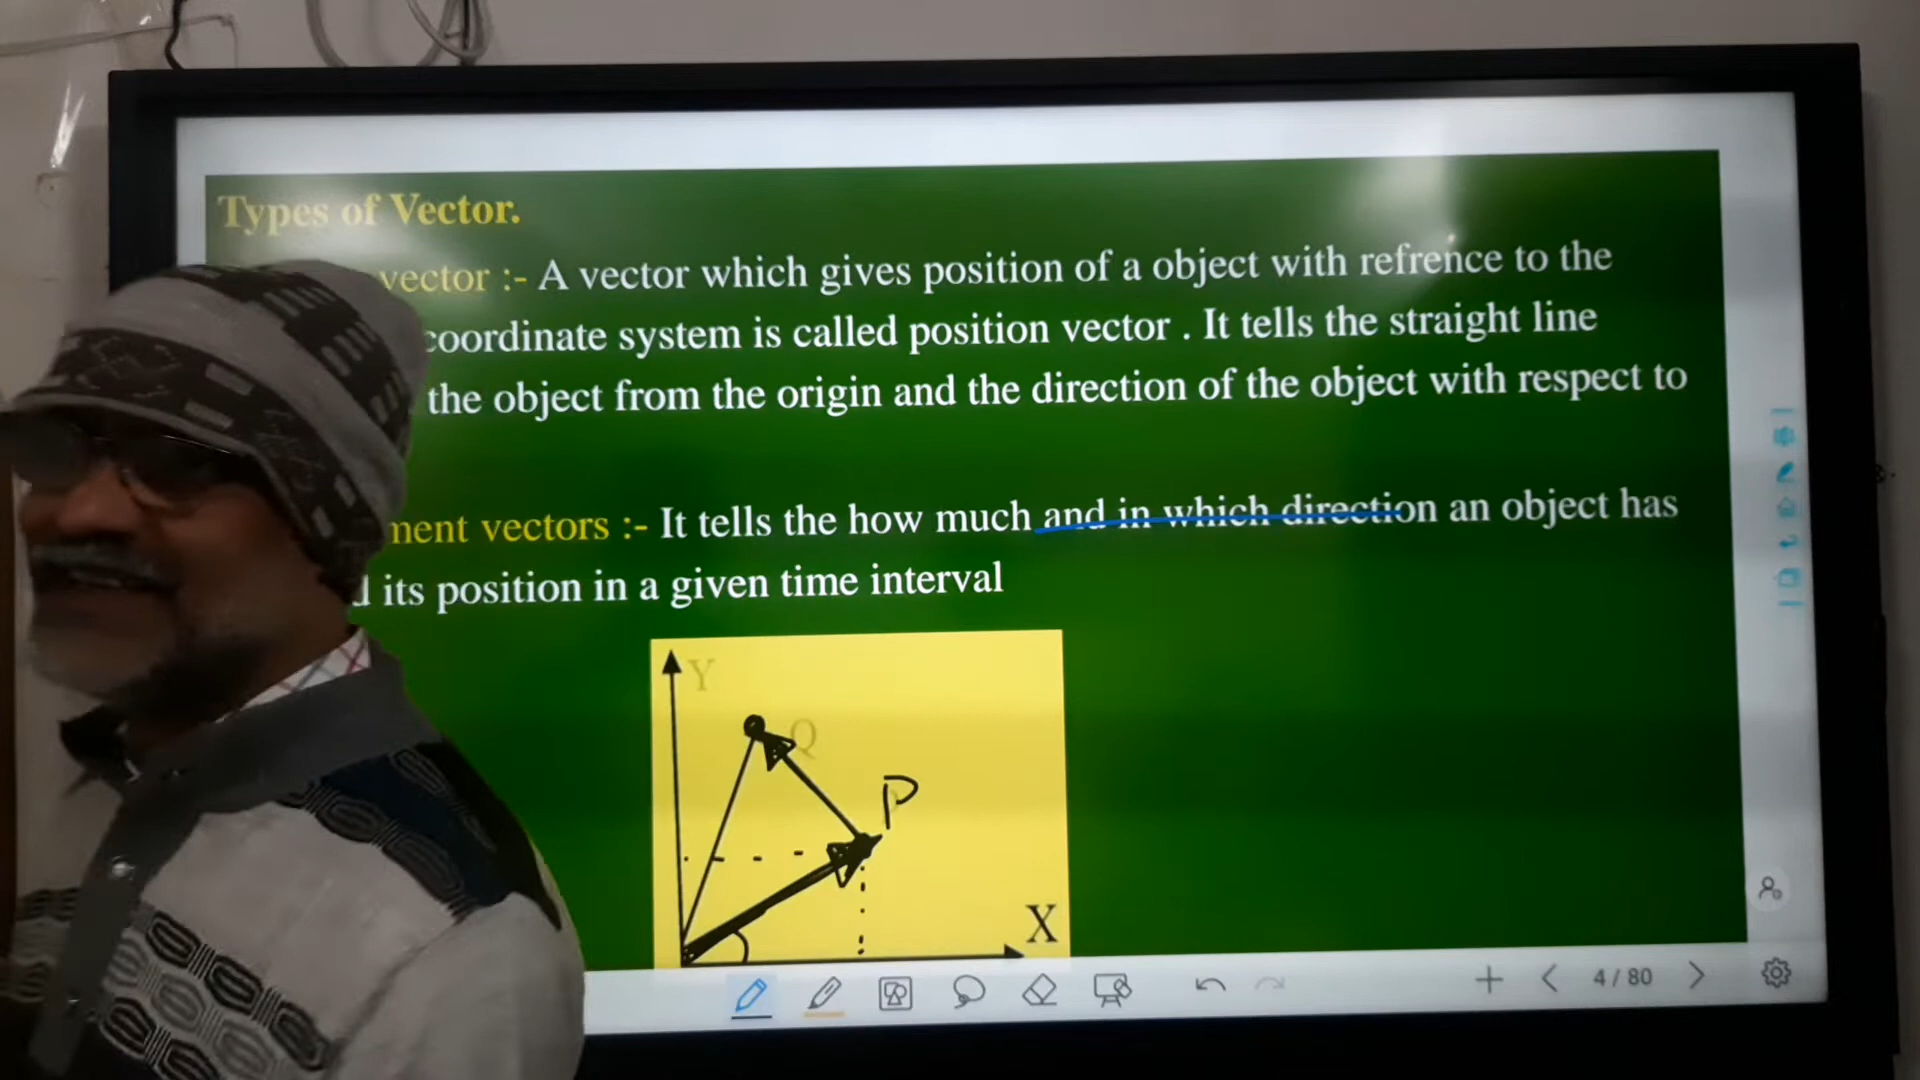 Types of Vector.
vector :- A vector which gives position of a object with refrence to the
coordinate system is called position vector . It tells the straight line
the object from the origin and the direction of the object with respect to
ment vectors :- It tells the how much and in which direction an object has
its position in a given time interval
Y
Q
P
X
4 / 80